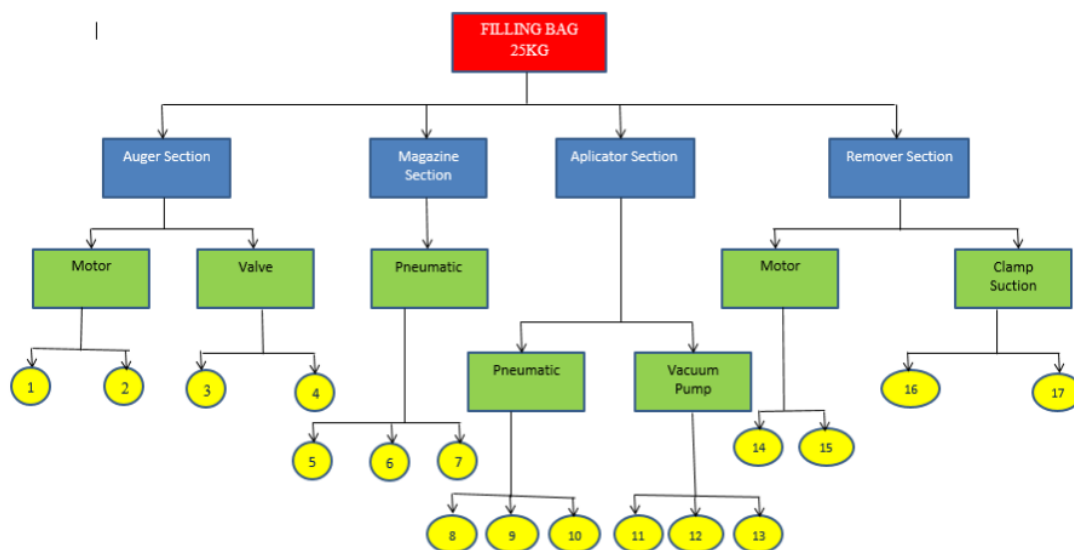 FILLING BAG
25KG
Auger Section
Magazine
Section
Aplicator Section
Remover Section
Motor
Valve
Pneumatic
Motor
Clamp
Suction
Pneumatic
Vacuum
Pump
1
2
3
4
16
17
5
6
7
14
15
8
9
10
11
12
13